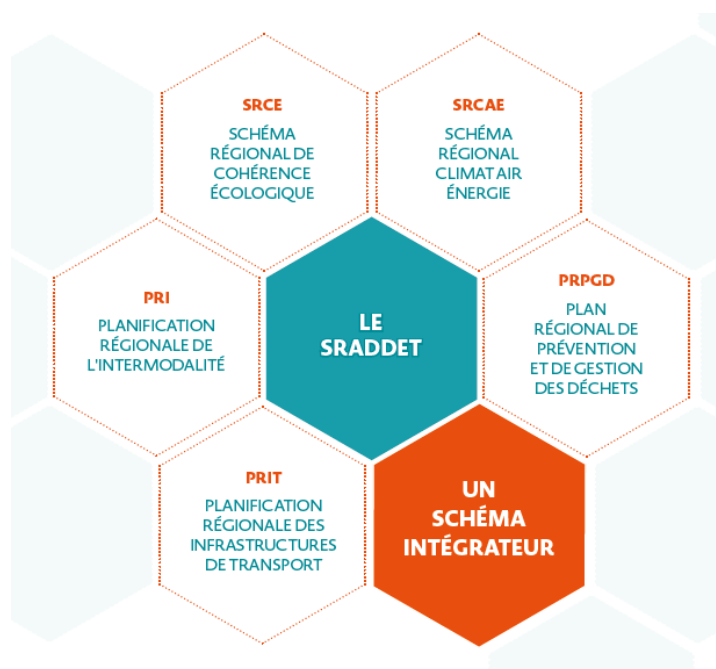 SRCE
SCHÉMA
RÉGIONAL DE
COHÉRENCE
ÉCOLOGIQUE
SRCAE
SCHÉMA
RÉGIONAL
CLIMAT AIR
ÉNERGIE
PRI
PLANIFICATION
RÉGIONALE DE
L'INTERMODALITÉ
LE
SRADDET
PRPGD
PLAN
RÉGIONAL DE
PRÉVENTION
ET DE GESTION
DES DÉCHETS
PRIT
PLANIFICATION
RÉGIONALE DES
INFRASTRUCTURES
DE TRANSPORT
UN
SCHÉMA
INTÉGRATEUR